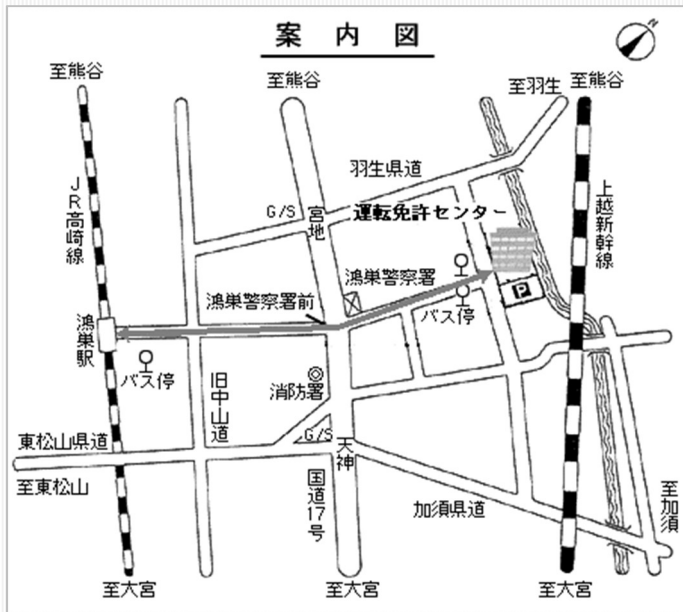 案内図
N
至熊谷
至熊谷
至羽生
至熊谷
JR高崎線
羽生県道
上越新幹線
G/S
宮地
運転免許センター
鴻巣警察署
鴻巣警察署前
P
バス停
鴻巣駅
バス停
旧中山道
消防署
G/S
天神
東松山県道
至東松山
国道17号
加須県道
至加須
至大宮
至大宮
至大宮